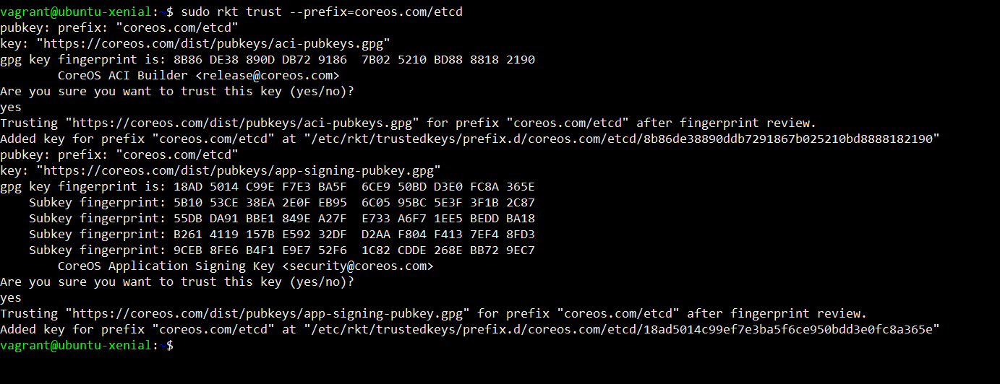 vagrant@ubuntu-xenial:~$ sudo rkt trust --prefix=coreos.com/etcd
pubkey: prefix: "coreos.com/etcd"
key: "https://coreos.com/dist/pubkeys/aci-pubkeys.gpg"
gpg key fingerprint is: 8B86 DE38 890D DB72 9186  7B02 5210 BD88 8818 2190
        CoreOS ACI Builder <release@coreos.com>
Are you sure you want to trust this key (yes/no)?
yes
Trusting "https://coreos.com/dist/pubkeys/aci-pubkeys.gpg" for prefix "coreos.com/etcd" after fingerprint review.
Added key for prefix "coreos.com/etcd" at "/etc/rkt/trustedkeys/prefix.d/coreos.com/etcd/8b86de38890ddb7291867b025210bd8888182190"
pubkey: prefix: "coreos.com/etcd"
key: "https://coreos.com/dist/pubkeys/app-signing-pubkey.gpg"
gpg key fingerprint is: 18AD 5014 C99E F7E3 BA5F  6CE9 50BD D3E0 FC8A 365E
    Subkey fingerprint: 5B10 53CE 38EA 2E0F EB95  6C05 95BC 5E3F 3F1B 2C87
    Subkey fingerprint: 55DB DA91 BBE1 849E A27F  E733 A6F7 1EE5 BEDD BA18
    Subkey fingerprint: B261 4119 157B E592 32DF  D2AA F804 F413 7EF4 8FD3
    Subkey fingerprint: 9CEB 8FE6 B4F1 E9E7 52F6  1C82 CDDE 268E BB72 9EC7
        CoreOS Application Signing Key <security@coreos.com>
Are you sure you want to trust this key (yes/no)?
yes
Trusting "https://coreos.com/dist/pubkeys/app-signing-pubkey.gpg" for prefix "coreos.com/etcd" after fingerprint review.
Added key for prefix "coreos.com/etcd" at "/etc/rkt/trustedkeys/prefix.d/coreos.com/etcd/18ad5014c99ef7e3ba5f6ce950bdd3e0fc8a365e"
vagrant@ubuntu-xenial:~$